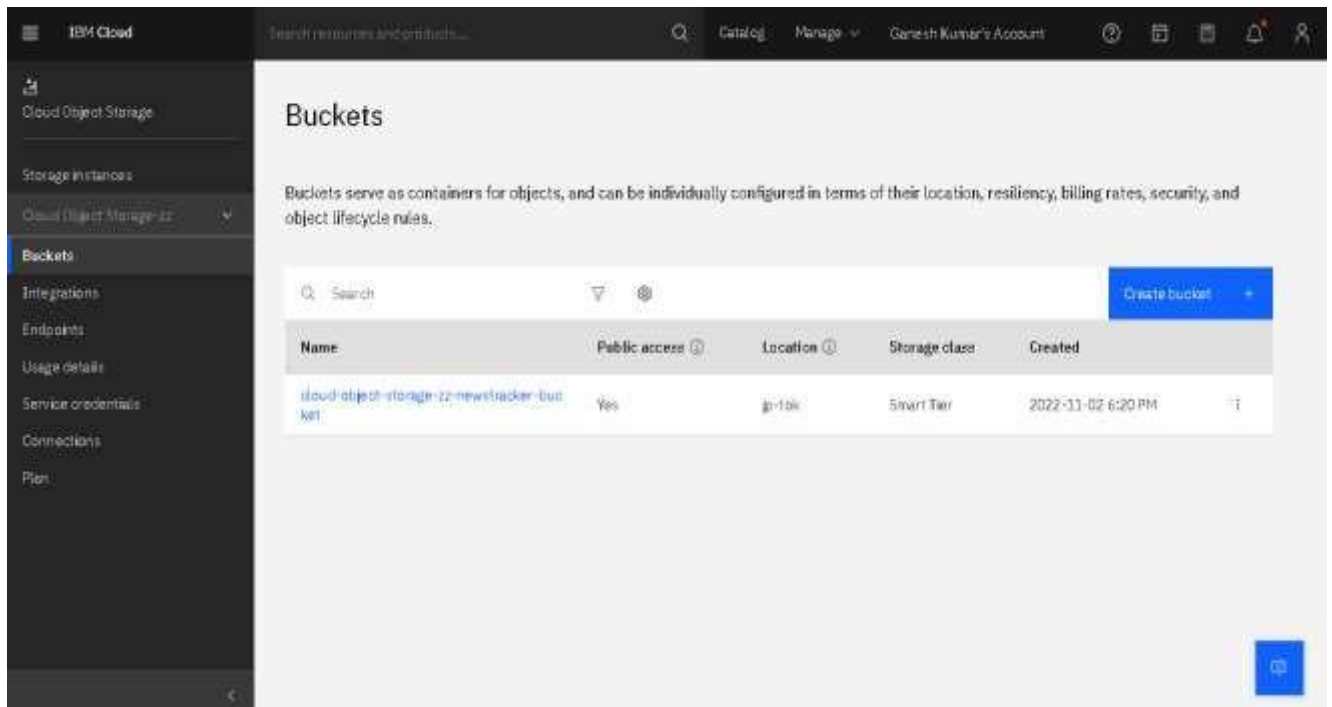 IBM Cloud
Search resources and products...
Catalog
Manage
Ganesh Kumar's Account
Cloud Object Storage
Storage instances
Cloud Object Storage-zz
Buckets
Integrations
Endpoints
Usage details
Service credentials
Connections
Plan
Buckets
Buckets serve as containers for objects, and can be individually configured in terms of their location, resiliency, billing rates, security, and
object lifecycle rules.
Search
Create bucket +
Name Public access Location Storage class Created
cloud-object-storage-zz-newstracker-buc
ket
Yes jp-tok Smart Tier 2022-11-02 6:20 PM